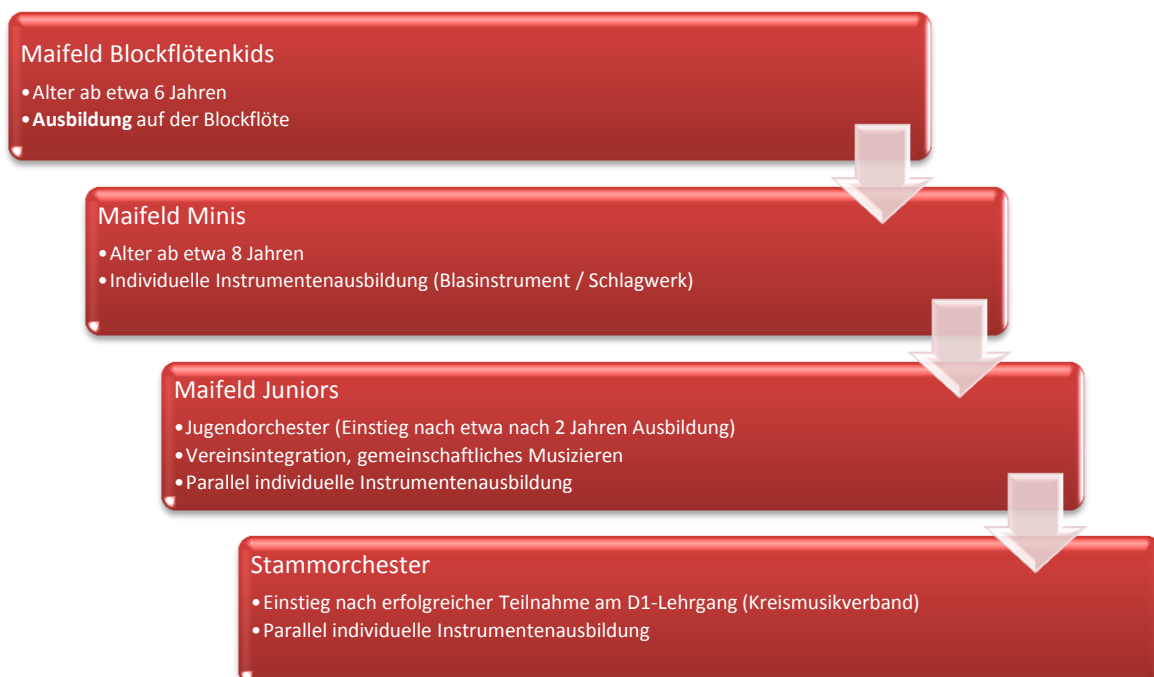 Maifeld Blockflötenkids
•Alter ab etwa 6 Jahren
•Ausbildung auf der Blockflöte
Maifeld Minis
•Alter ab etwa 8 Jahren
•Individuelle Instrumentenausbildung (Blasinstrument / Schlagwerk)
Maifeld Juniors
•Jugendorchester (Einstieg nach etwa nach 2 Jahren Ausbildung)
•Vereinsintegration, gemeinschaftliches Musizieren
•Parallel individuelle Instrumentenausbildung
Stammorchester
•Einstieg nach erfolgreicher Teilnahme am D1-Lehrgang (Kreismusikverband)
•Parallel individuelle Instrumentenausbildung